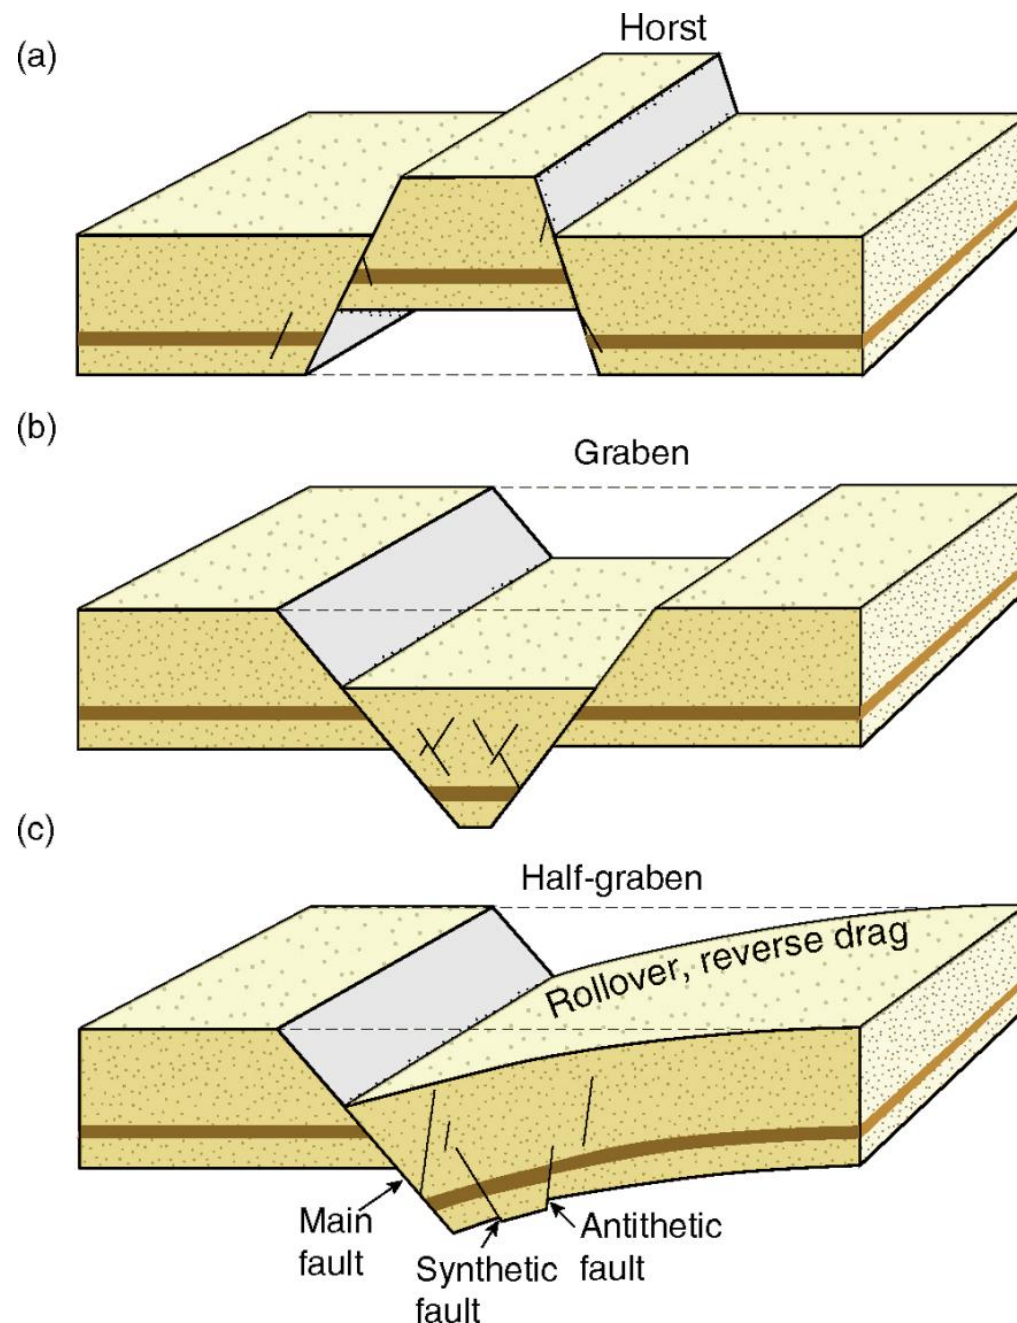 (a)
Horst
(b)
Graben
(c)
Half-graben
Rollover, reverse drag
Main
fault
Synthetic
fault
Antithetic
fault